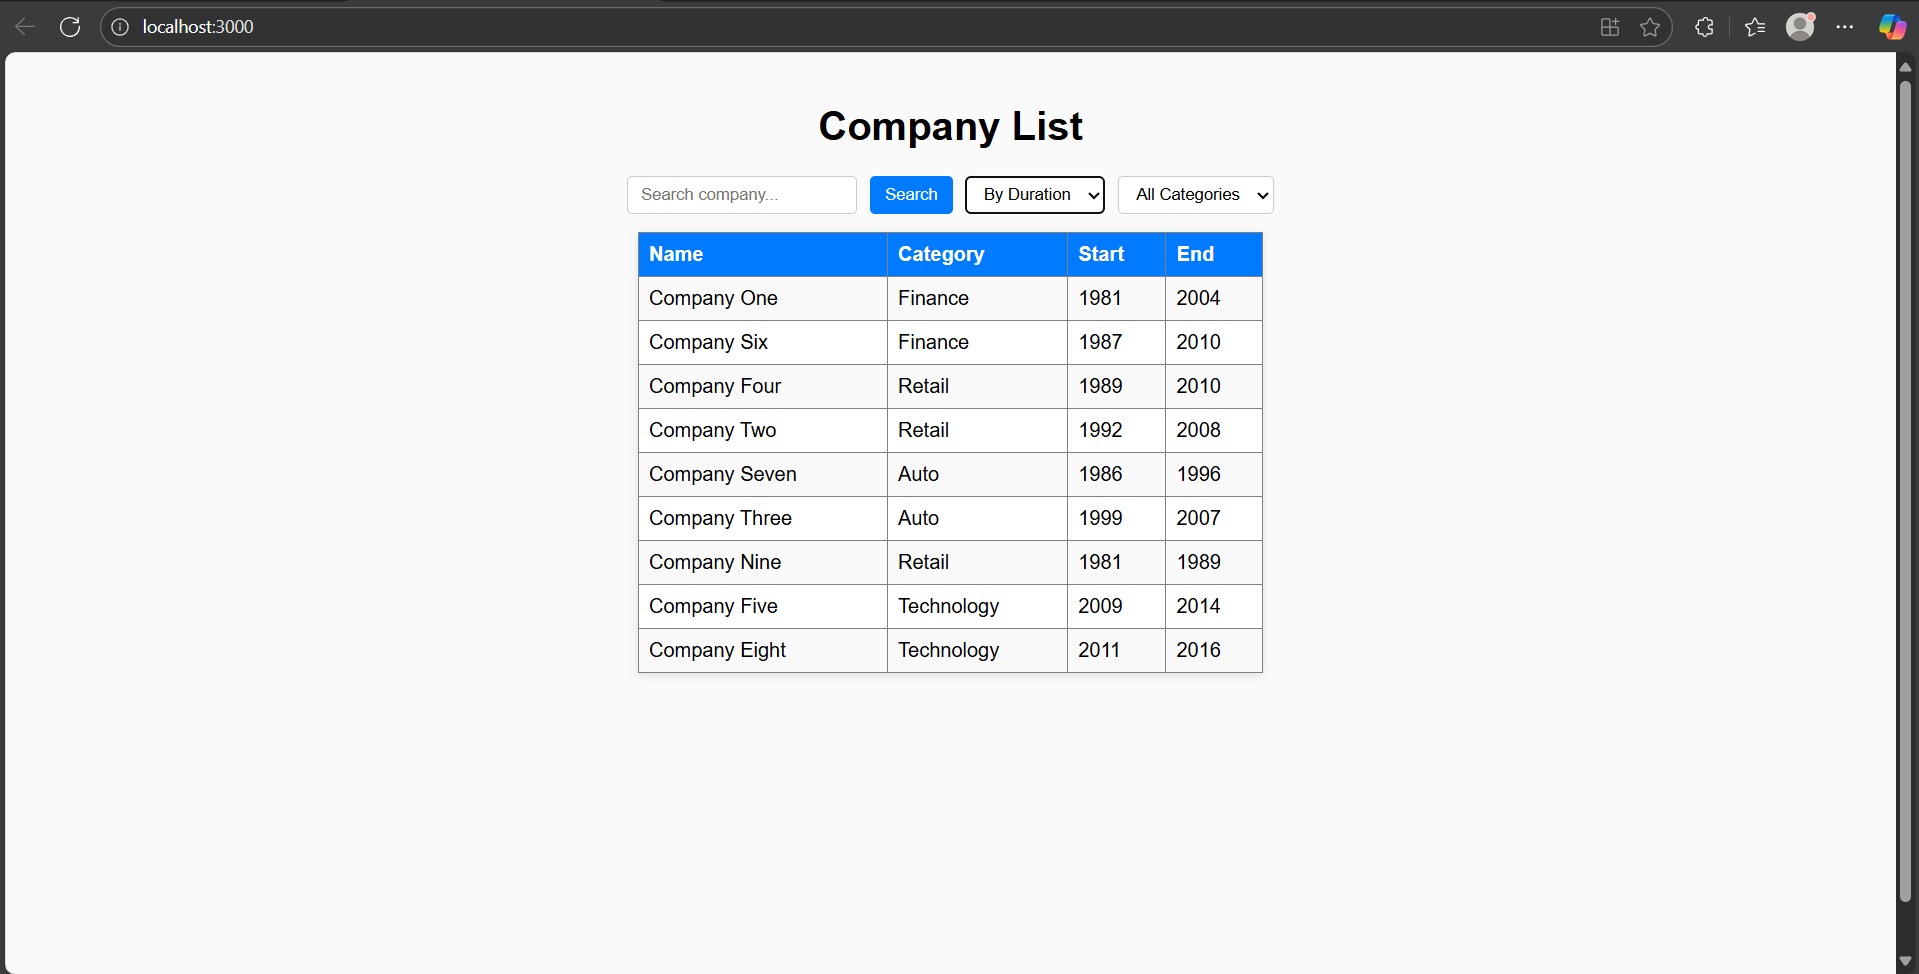 localhost:3000
Company List
Search company... Search By Duration All Categories
Name Category Start End
Company One Finance 1981 2004
Company Six Finance 1987 2010
Company Four Retail 1989 2010
Company Two Retail 1992 2008
Company Seven Auto 1986 1996
Company Three Auto 1999 2007
Company Nine Retail 1981 1989
Company Five Technology 2009 2014
Company Eight Technology 2011 2016